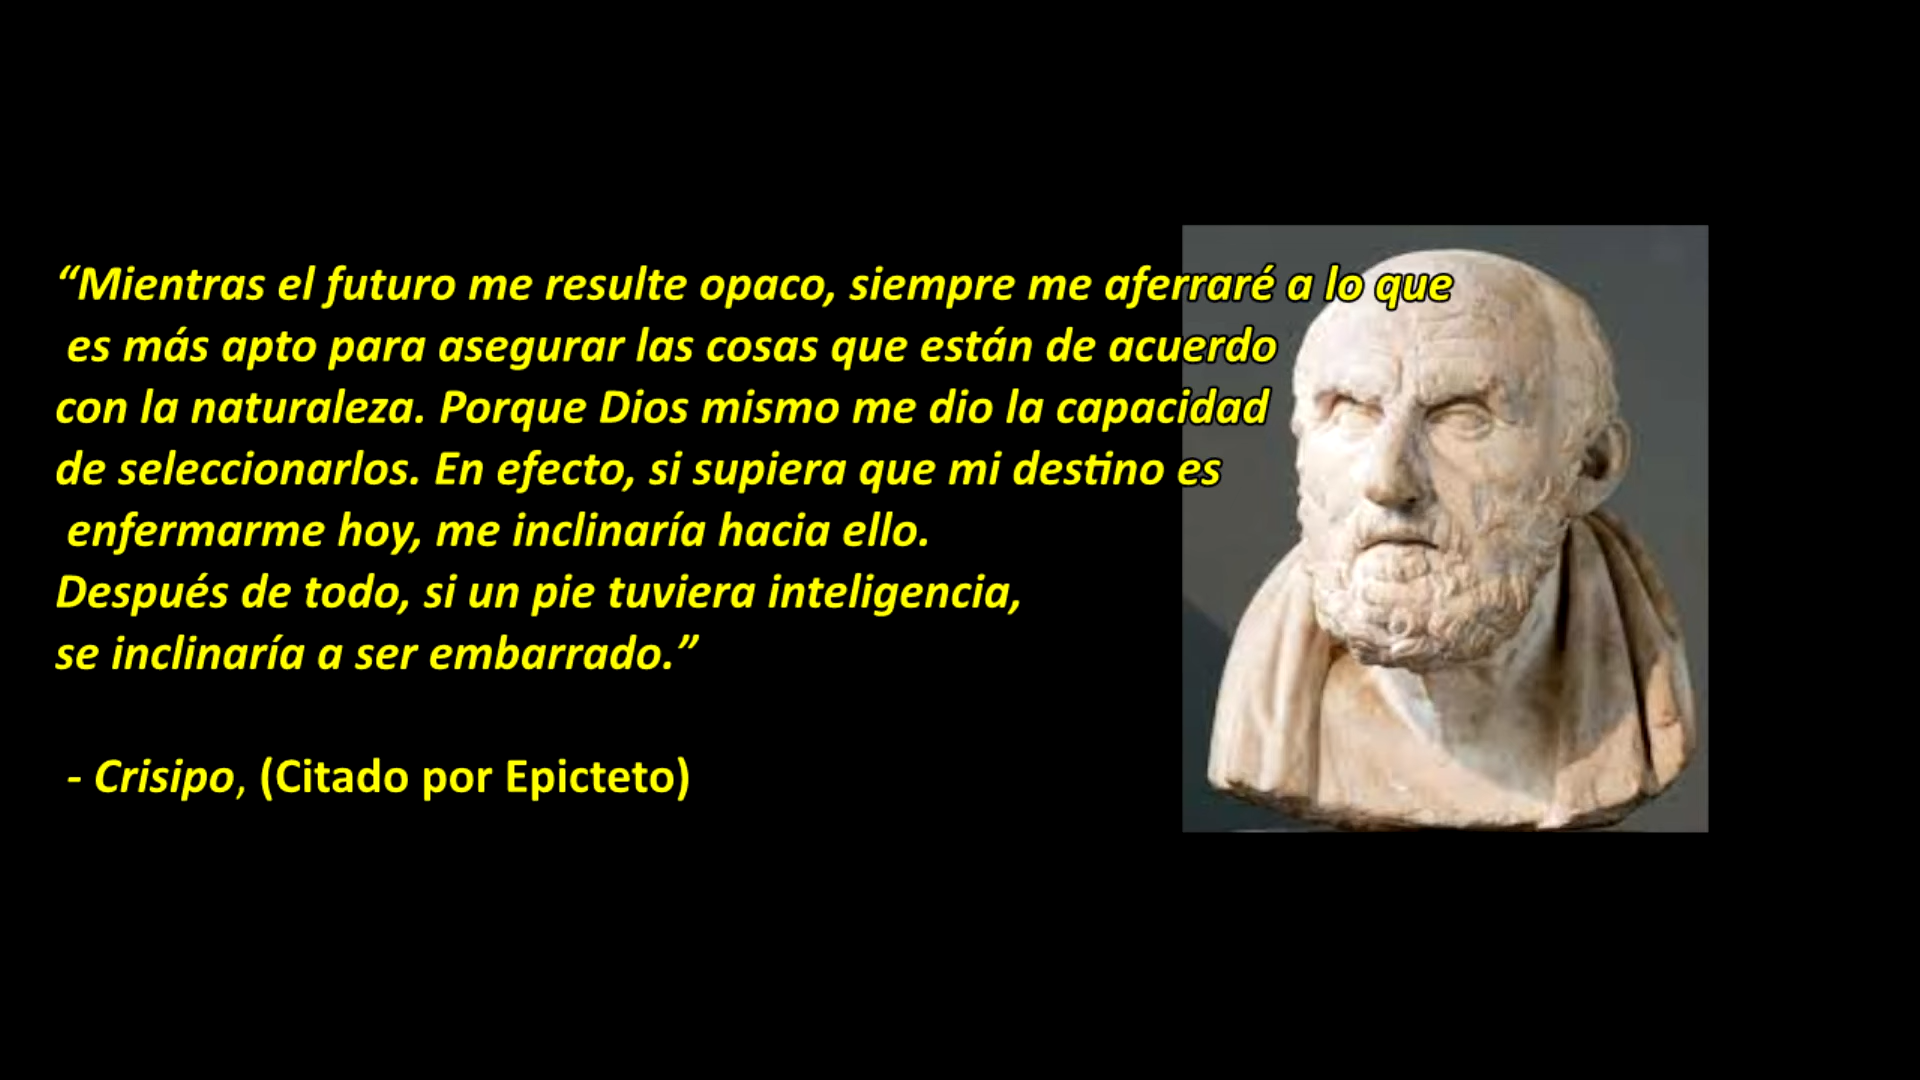 “Mientras el futuro me resulte opaco, siempre me aferraré a lo que
es más apto para asegurar las cosas que están de acuerdo
con la naturaleza. Porque Dios mismo me dio la capacidad
de seleccionarlos. En efecto, si supiera que mi destino es
enfermarme hoy, me inclinaría hacia ello.
Después de todo, si un pie tuviera inteligencia,
se inclinaría a ser embarrado.”
- Crisipo, (Citado por Epicteto)